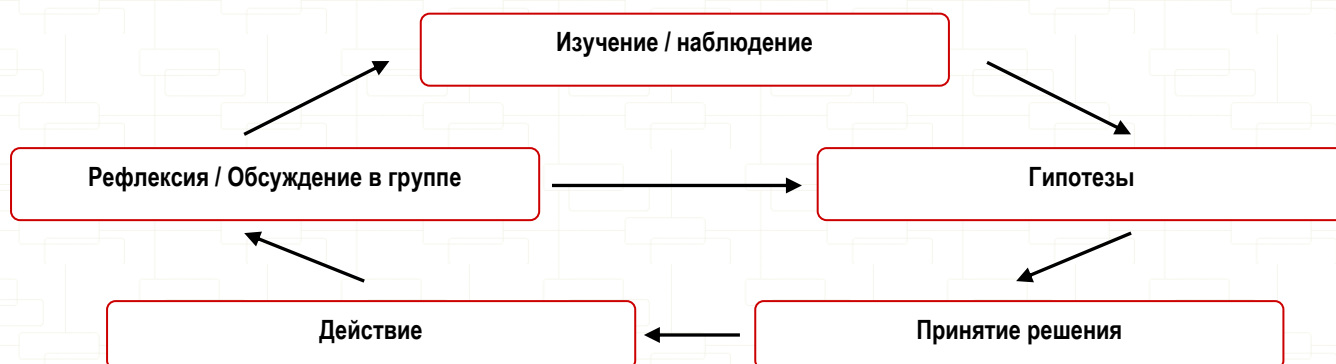 Изучение / наблюдение
Рефлексия / Обсуждение в группе
Гипотезы
Действие
Принятие решения